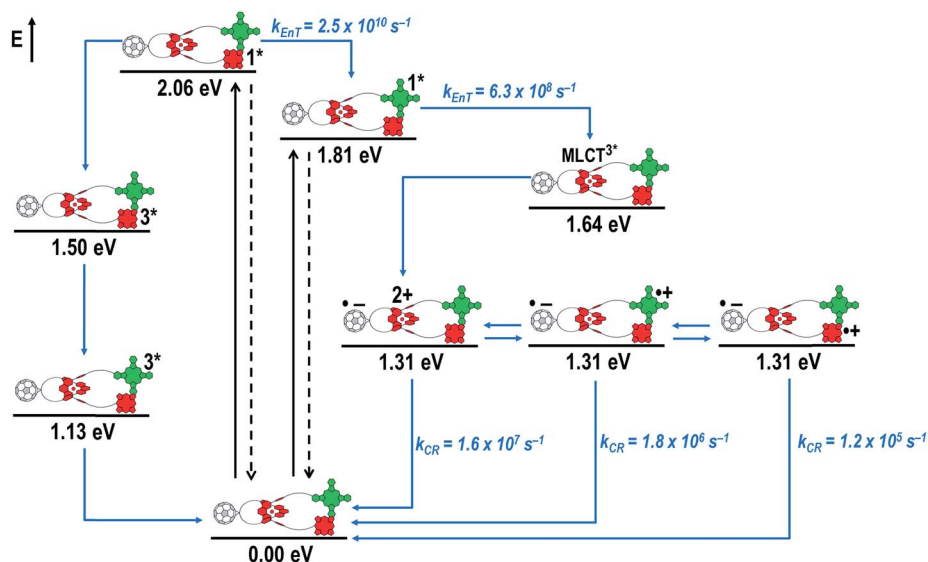 E
k_EnT = 2.5 x 10^10 s^–1
1*
2.06 eV
1*
k_EnT = 6.3 x 10^8 s^–1
1.81 eV
MLCT^3*
3*
1.50 eV
1.64 eV
• – 2+
• – •+
• – •+
1.31 eV
1.31 eV
1.31 eV
3*
1.13 eV
k_CR = 1.6 x 10^7 s^–1
k_CR = 1.8 x 10^6 s^–1
k_CR = 1.2 x 10^5 s^–1
0.00 eV